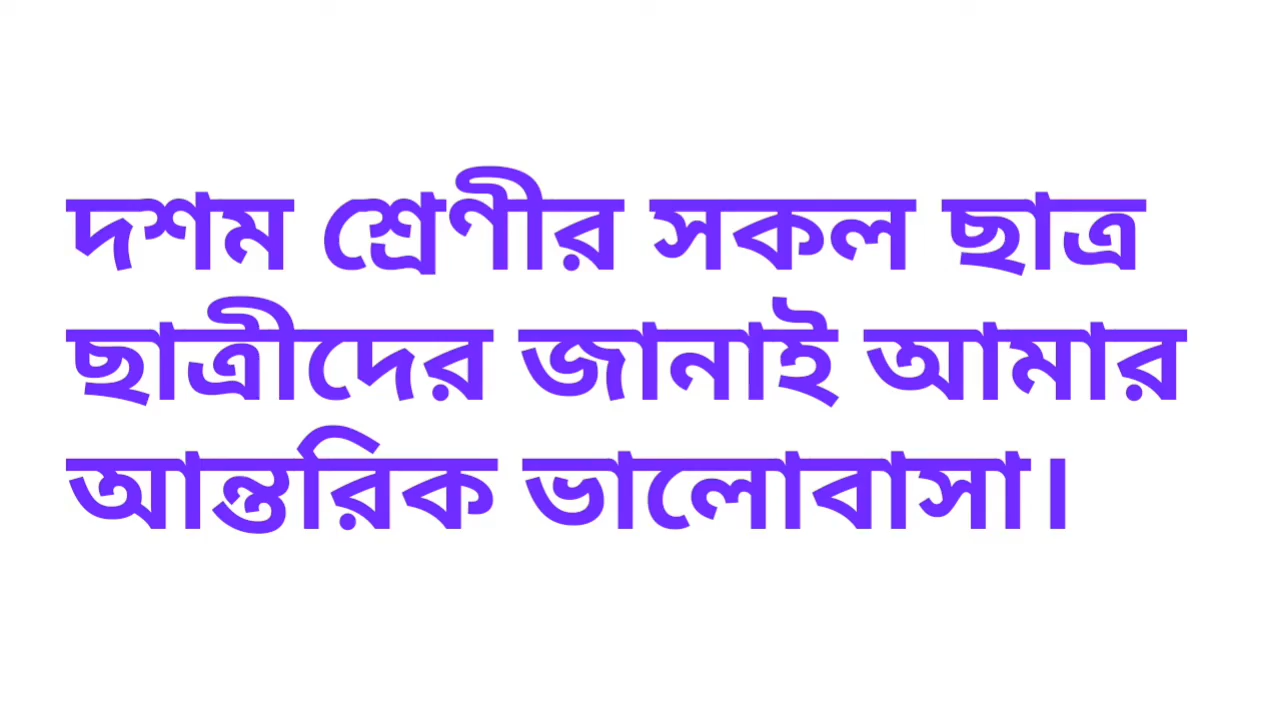 দশম শ্রেণীর সকল ছাত্র
ছাত্রীদের জানাই আমার
আন্তরিক ভালোবাসা।